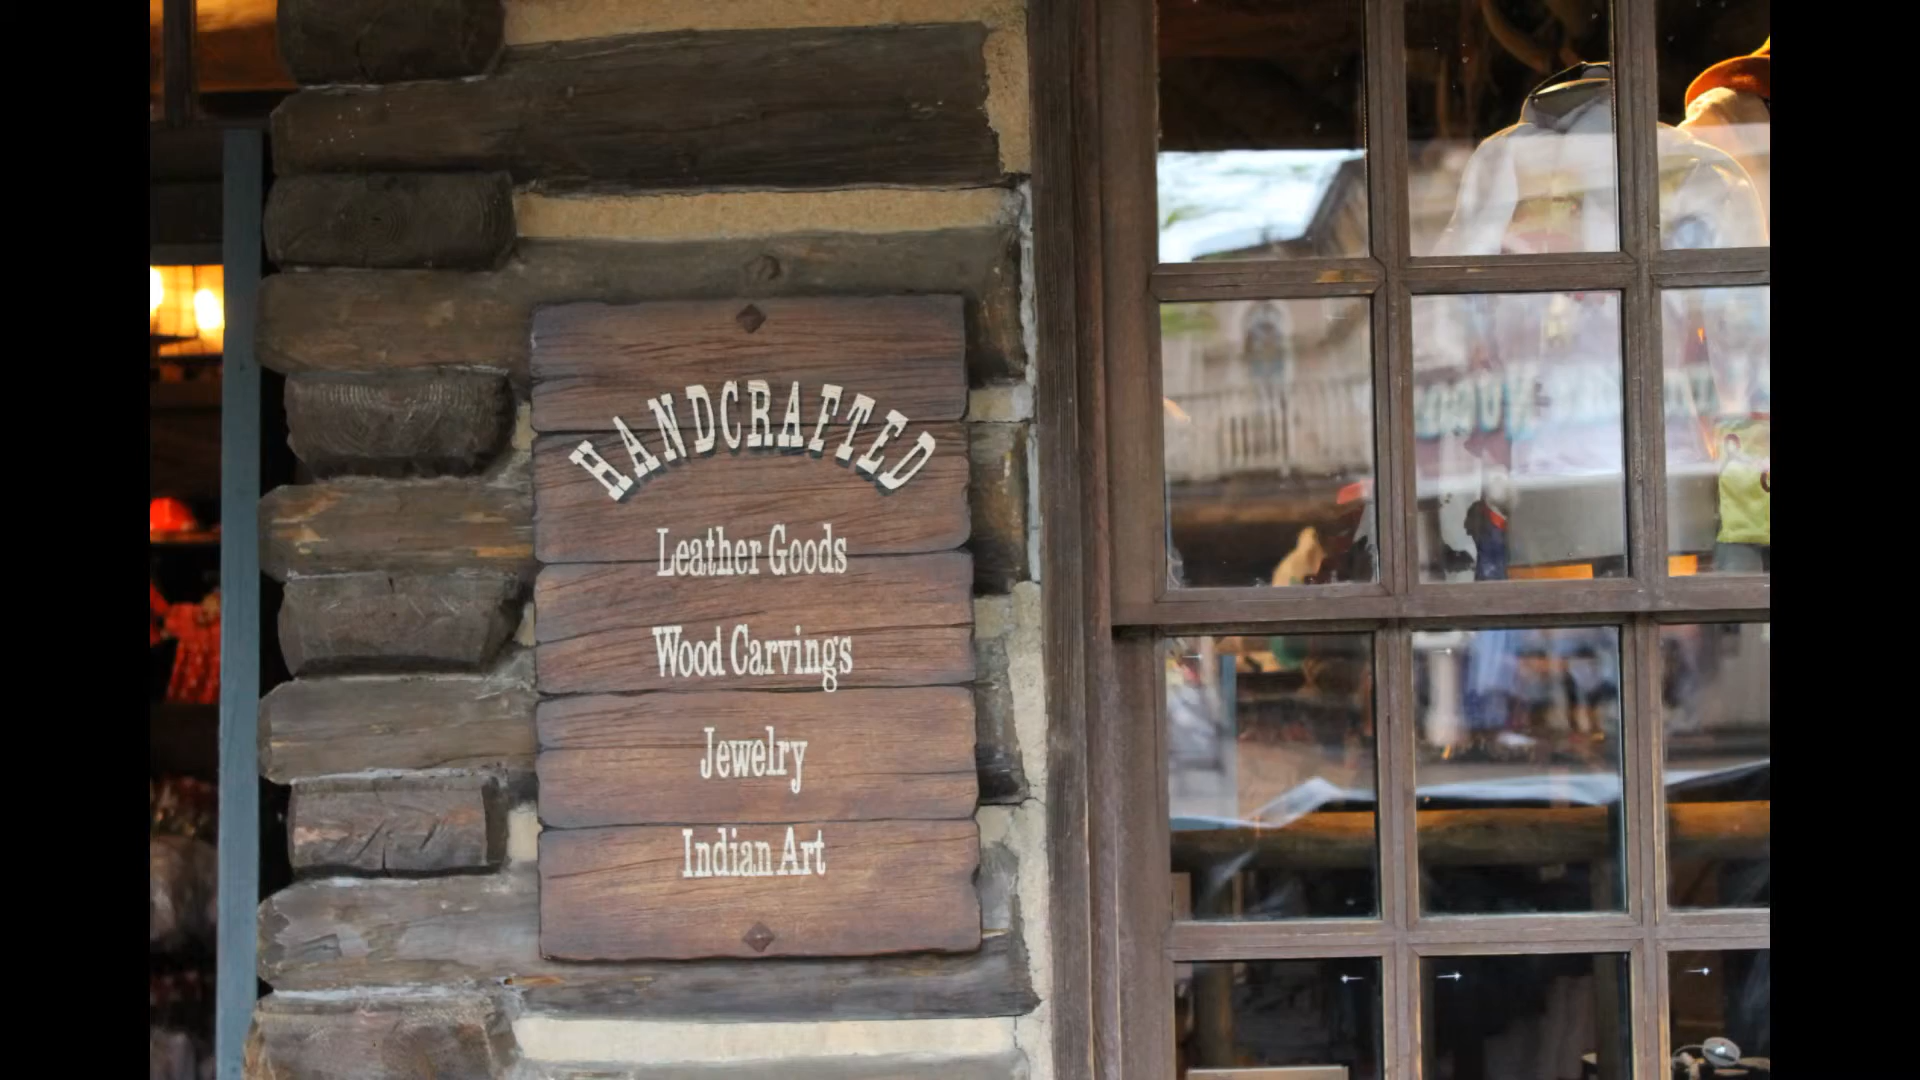 HANDCRAFTED
Leather Goods
Wood Carvings
Jewelry
Indian Art